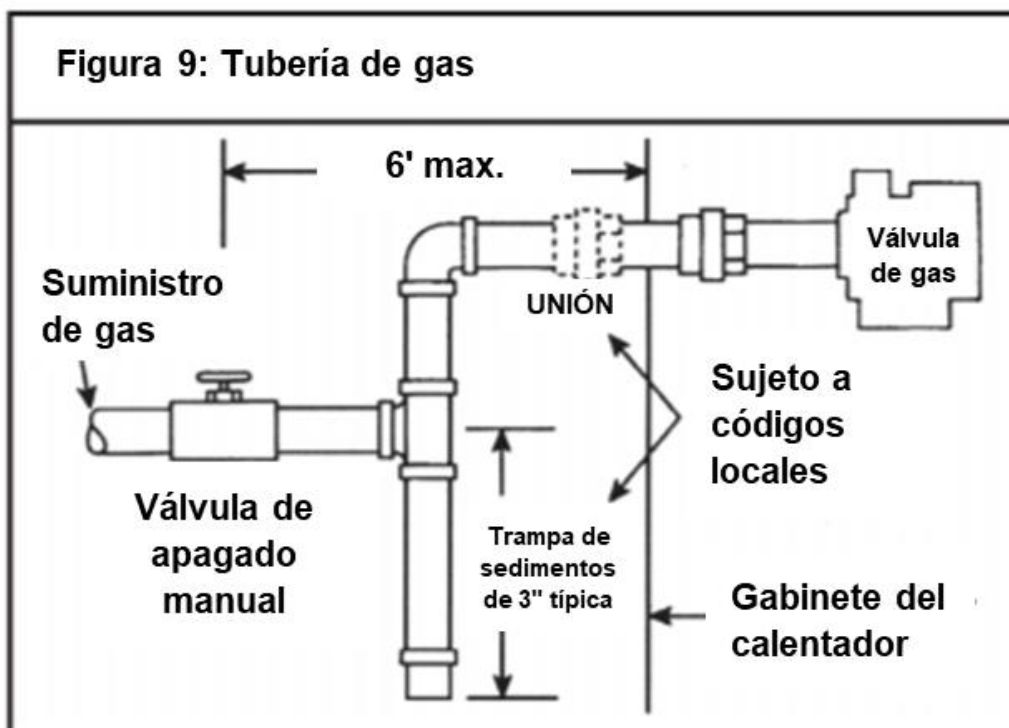 Figura 9: Tubería de gas
6' max.
Suministro
de gas
Válvula
de gas
UNIÓN
Sujeto a
códigos
locales
Válvula de
apagado
manual
Trampa de
sedimentos
de 3" típica
Gabinete del
calentador